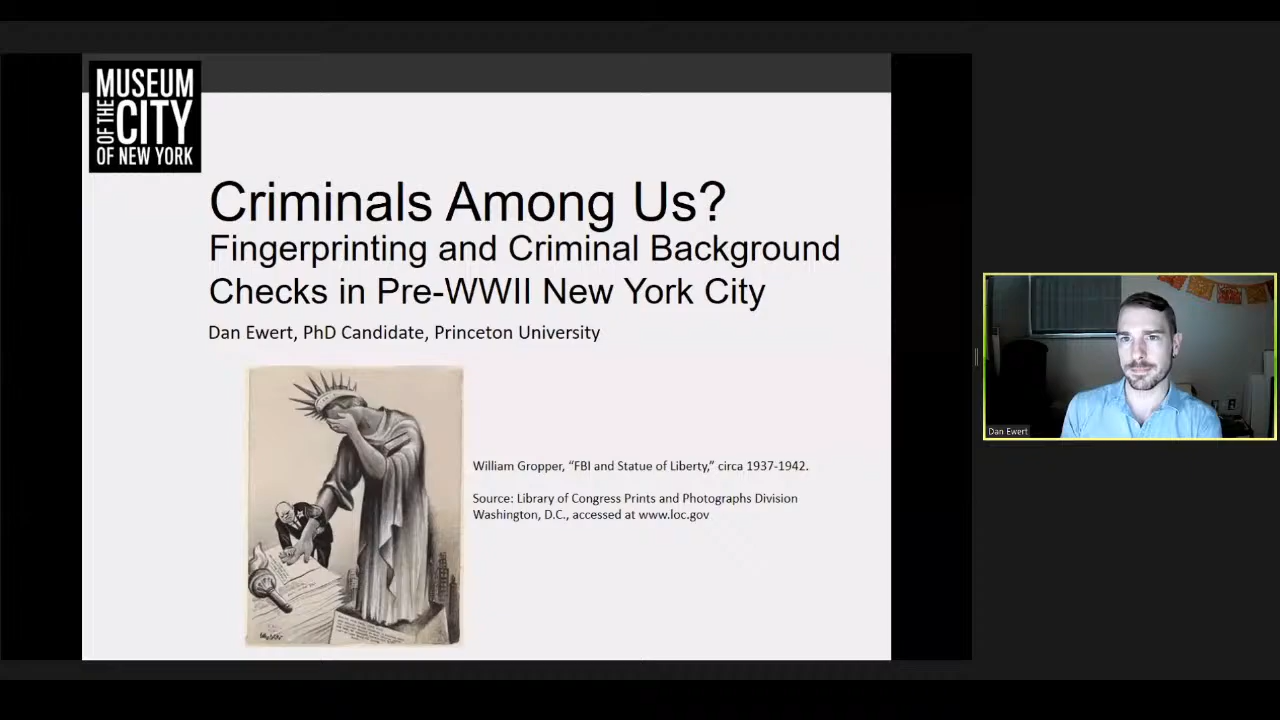 MUSEUM
OF THE
CITY
OF NEW YORK
Criminals Among Us?
Fingerprinting and Criminal Background
Checks in Pre-WWII New York City
Dan Ewert, PhD Candidate, Princeton University
William Gropper, “FBI and Statue of Liberty,” circa 1937-1942.
Source: Library of Congress Prints and Photographs Division
Washington, D.C., accessed at www.loc.gov
Dan Ewert